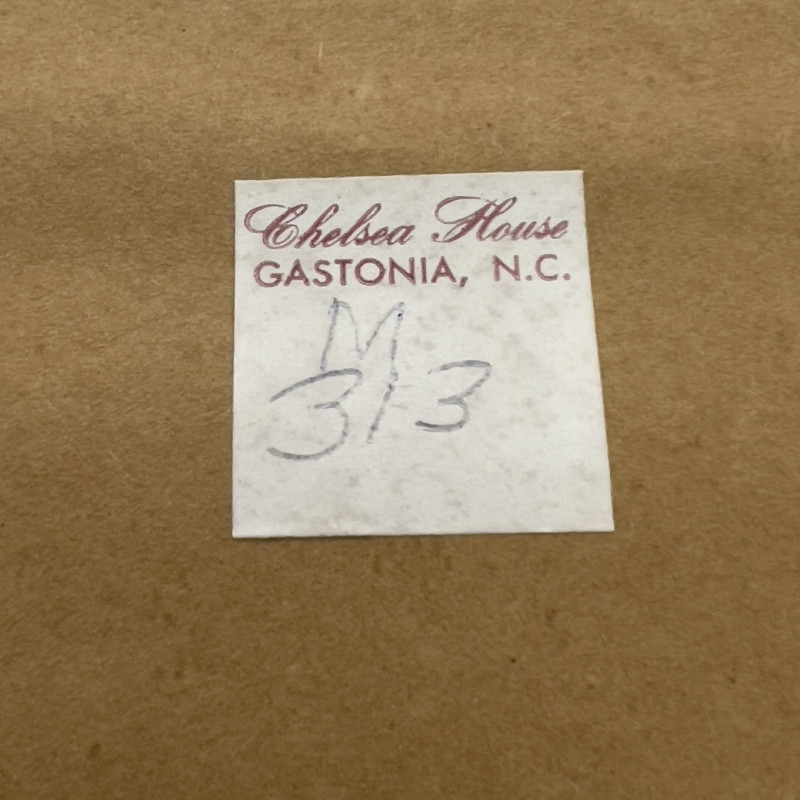 Chelsea House
GASTONIA, N.C.
M
313